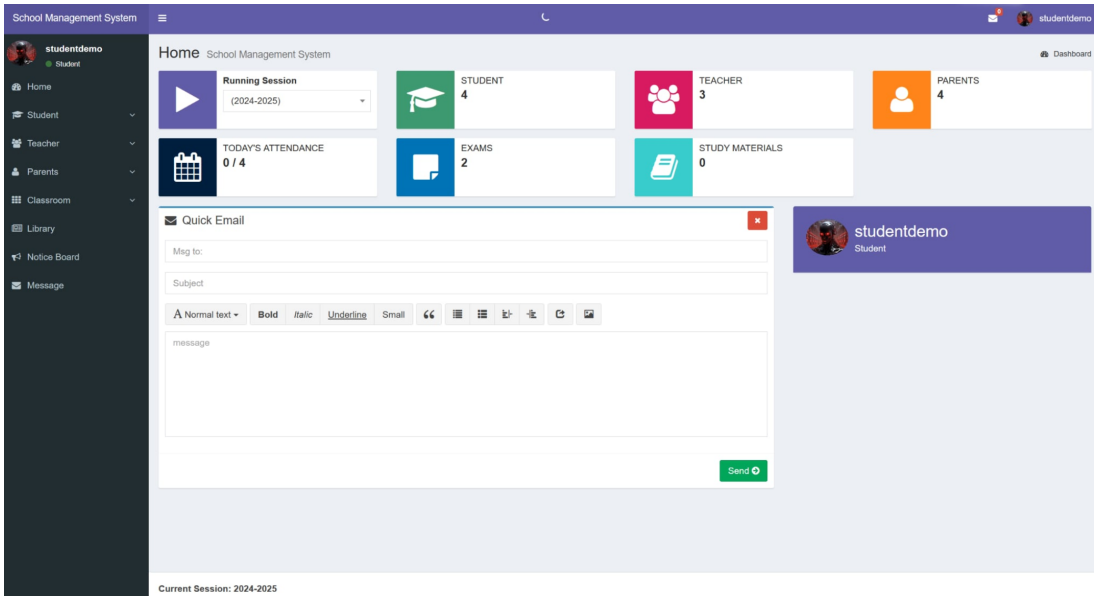 School Management System
0
studentdemo
studentdemo
Student
Home
Student
Teacher
Parents
Classroom
Library
Notice Board
Message
Home School Management System
Dashboard
Running Session
(2024-2025)
STUDENT
4
TEACHER
3
PARENTS
4
TODAY'S ATTENDANCE
0 / 4
EXAMS
2
STUDY MATERIALS
0
Quick Email
Msg to:
Subject
A Normal text Bold Italic Underline Small
message
Send
studentdemo
Student
Current Session: 2024-2025